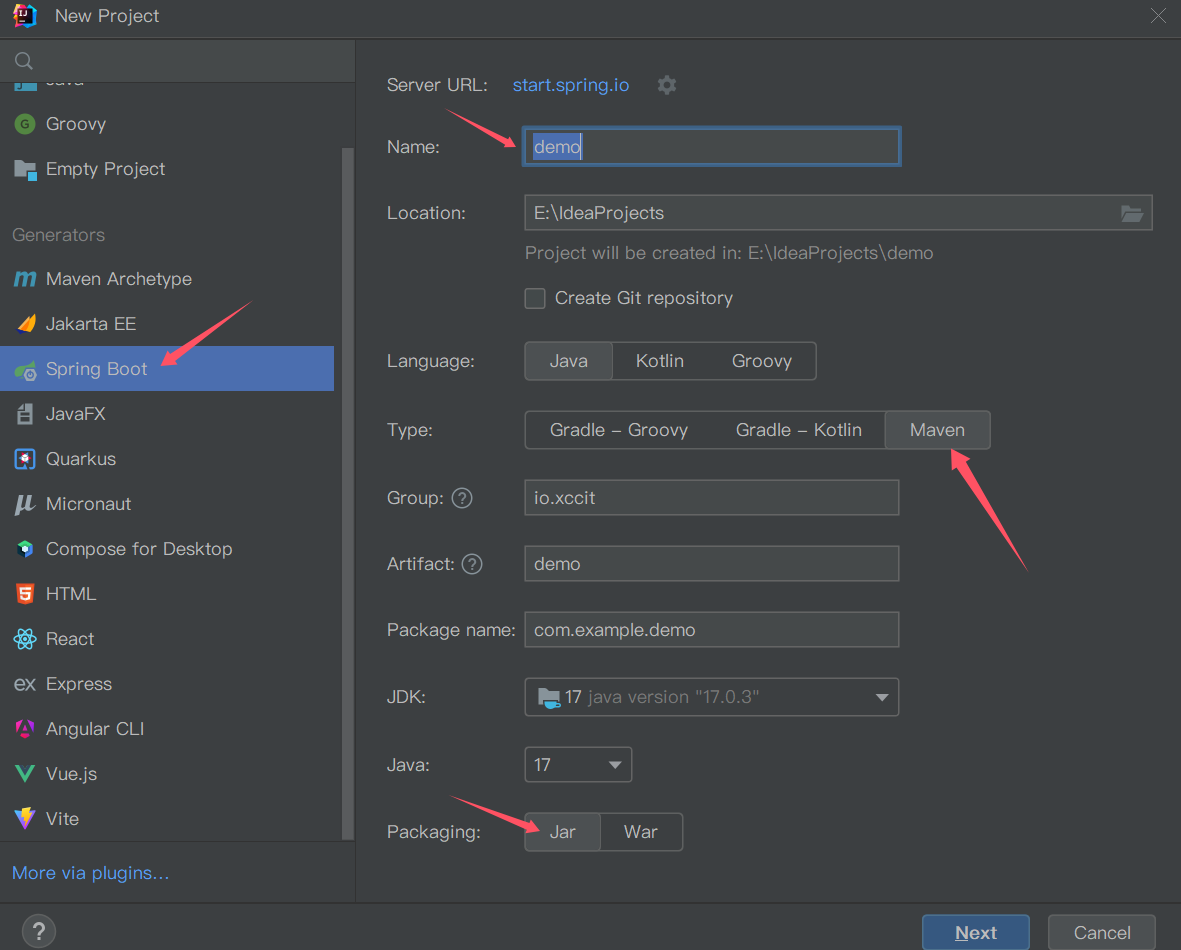 New Project
Java
Groovy
Empty Project
Generators
Maven Archetype
Jakarta EE
Spring Boot
JavaFX
Quarkus
Micronaut
Compose for Desktop
HTML
React
Express
Angular CLI
Vue.js
Vite
More via plugins...
Server URL: start.spring.io
Name: demo
Location: E:\IdeaProjects
Project will be created in: E:\IdeaProjects\demo
Create Git repository
Language: Java Kotlin Groovy
Type: Gradle – Groovy Gradle – Kotlin Maven
Group: ? io.xccit
Artifact: ? demo
Package name: com.example.demo
JDK: 17 java version "17.0.3"
Java: 17
Packaging: Jar War
? Next Cancel